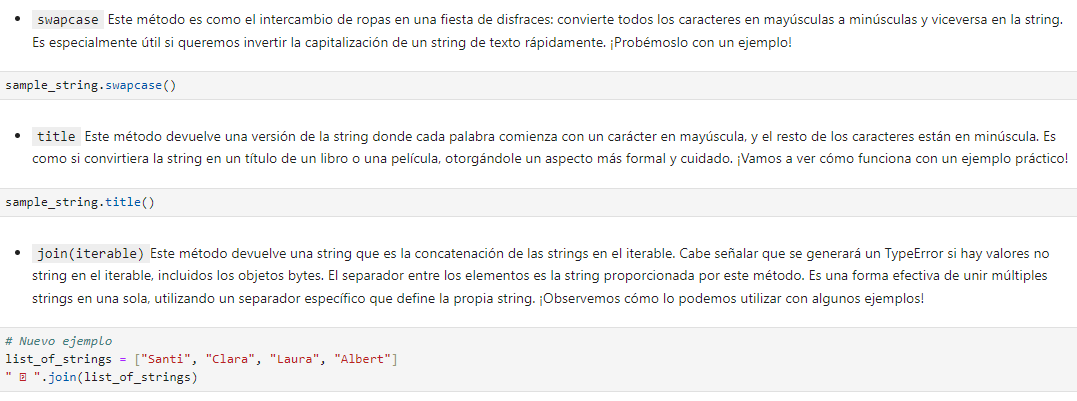 swapcase Este método es como el intercambio de ropas en una fiesta de disfraces: convierte todos los caracteres en mayúsculas a minúsculas y viceversa en la string.
Es especialmente útil si queremos invertir la capitalización de un string de texto rápidamente. ¡Probémoslo con un ejemplo!
sample_string.swapcase()
title Este método devuelve una versión de la string donde cada palabra comienza con un carácter en mayúscula, y el resto de los caracteres están en minúscula. Es
como si convirtiera la string en un título de un libro o una película, otorgándole un aspecto más formal y cuidado. ¡Vamos a ver cómo funciona con un ejemplo práctico!
sample_string.title()
join(iterable) Este método devuelve una string que es la concatenación de las strings en el iterable. Cabe señalar que se generará un TypeError si hay valores no
string en el iterable, incluidos los objetos bytes. El separador entre los elementos es la string proporcionada por este método. Es una forma efectiva de unir múltiples
strings en una sola, utilizando un separador específico que define la propia string. ¡Observemos cómo lo podemos utilizar con algunos ejemplos!
# Nuevo ejemplo
list_of_strings = ["Santi", "Clara", "Laura", "Albert"]
" ".join(list_of_strings)